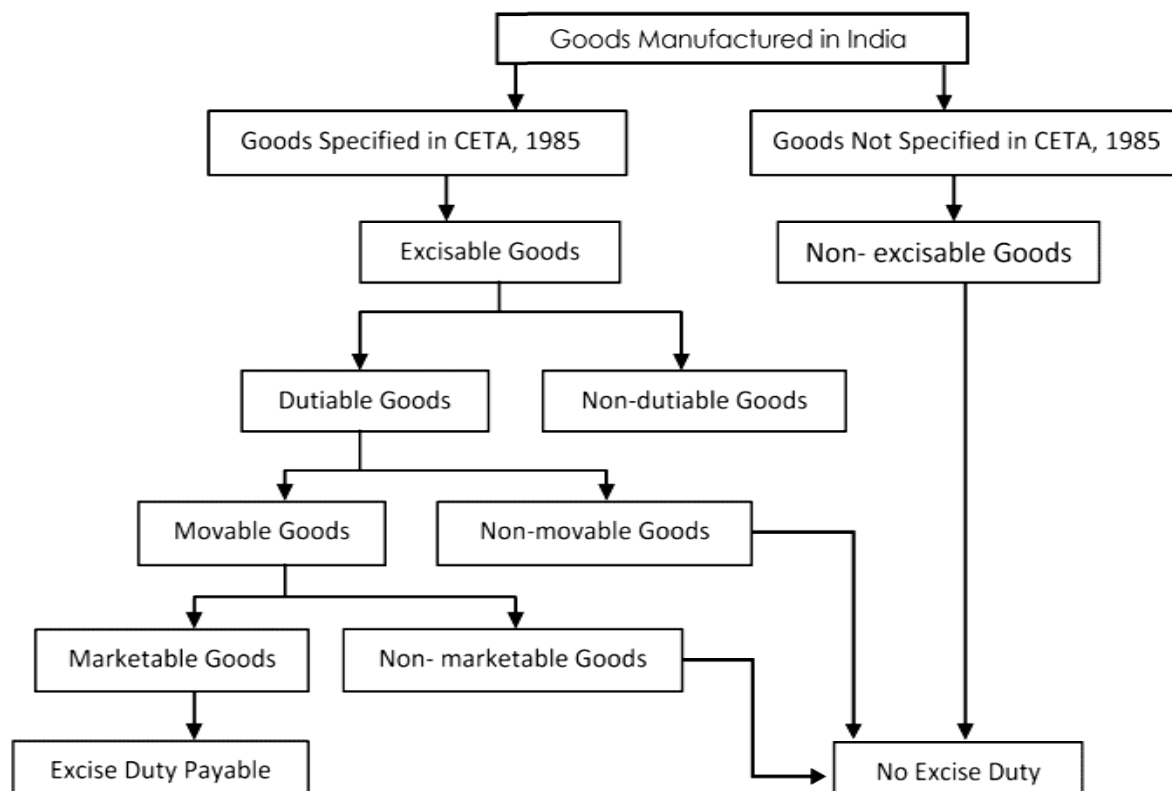 Goods Manufactured in India
Goods Specified in CETA, 1985
Goods Not Specified in CETA, 1985
Excisable Goods
Non- excisable Goods
Dutiable Goods
Non-dutiable Goods
Movable Goods
Non-movable Goods
Marketable Goods
Non- marketable Goods
Excise Duty Payable
No Excise Duty